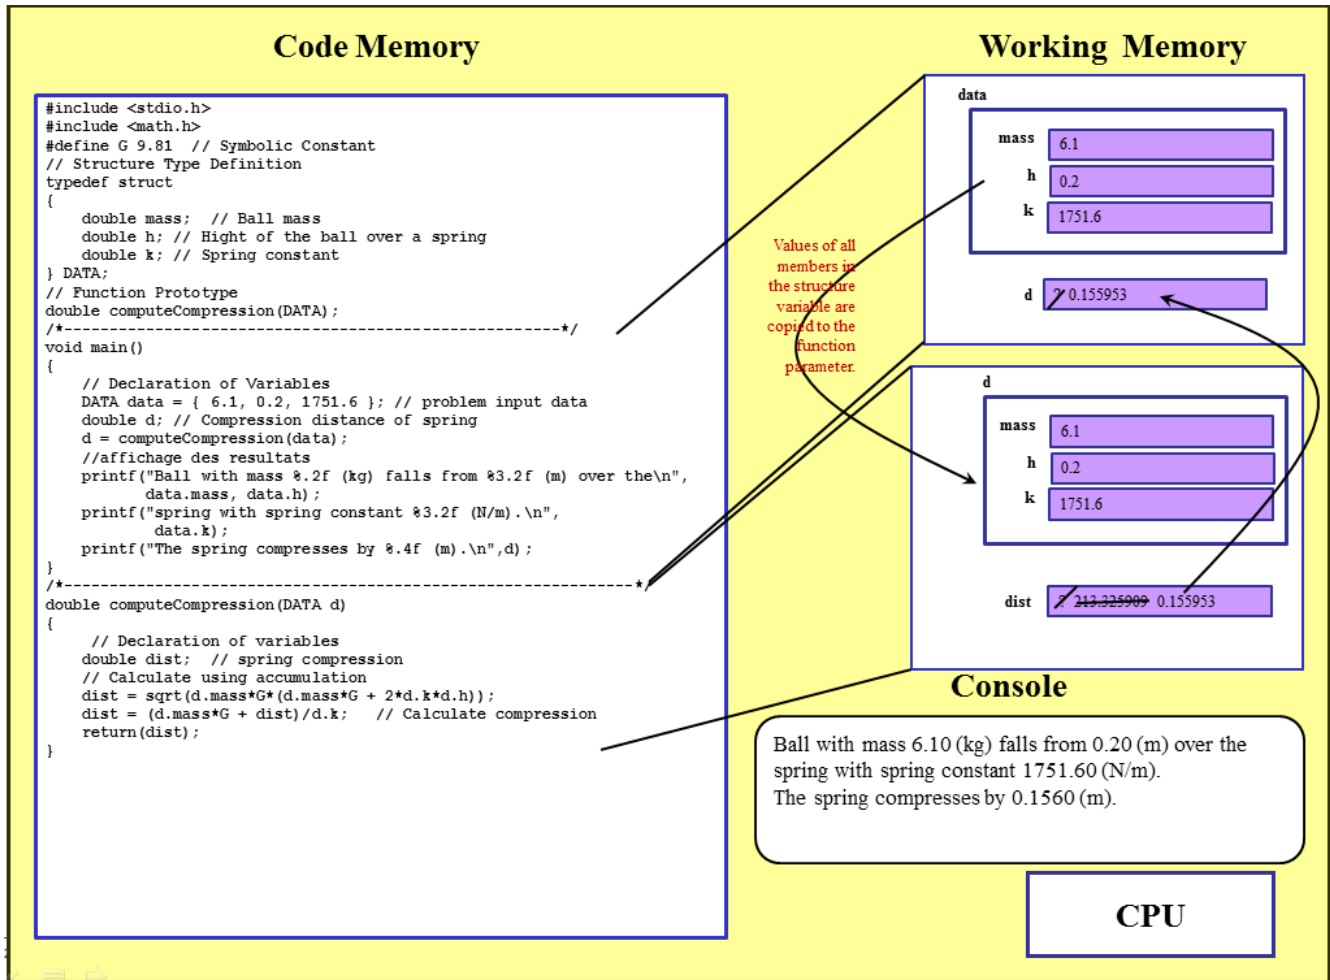 Code Memory
#include <stdio.h>
#include <math.h>
#define G 9.81  // Symbolic Constant
// Structure Type Definition
typedef struct
{
    double mass;  // Ball mass
    double h; // Hight of the ball over a spring
    double k; // Spring constant
} DATA;
// Function Prototype
double computeCompression(DATA);
/*------------------------------------------------------*/
void main()
{
    // Declaration of Variables
    DATA data = { 6.1, 0.2, 1751.6 }; // problem input data
    double d; // Compression distance of spring
    d = computeCompression(data);
    //affichage des resultats
    printf("Ball with mass %.2f (kg) falls from %3.2f (m) over the\n",
           data.mass, data.h);
    printf("spring with spring constant %3.2f (N/m).\n",
            data.k);
    printf("The spring compresses by %.4f (m).\n",d);
}
/*--------------------------------------------------------------*/
double computeCompression(DATA d)
{
     // Declaration of variables
    double dist;  // spring compression
    // Calculate using accumulation
    dist = sqrt(d.mass*G*(d.mass*G + 2*d.k*d.h));
    dist = (d.mass*G + dist)/d.k;   // Calculate compression
    return(dist);
}
Values of all
members in
the structure
variable are
copied to the
function
parameter.
Working Memory
data
mass 6.1
h 0.2
k 1751.6
d ? 0.155953
d
mass 6.1
h 0.2
k 1751.6
dist ? 213.325909 0.155953
Console
Ball with mass 6.10 (kg) falls from 0.20 (m) over the
spring with spring constant 1751.60 (N/m).
The spring compresses by 0.1560 (m).
CPU